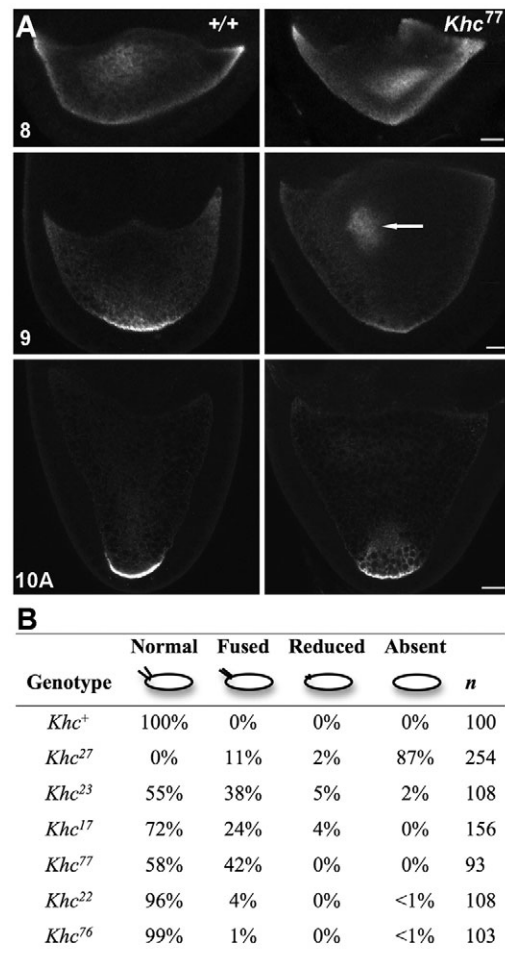 A +/+ Khc77
8
9
10A
B
Normal Fused Reduced Absent
Genotype n
Khc+ 100% 0% 0% 0% 100
Khc27 0% 11% 2% 87% 254
Khc23 55% 38% 5% 2% 108
Khc17 72% 24% 4% 0% 156
Khc77 58% 42% 0% 0% 93
Khc22 96% 4% 0% <1% 108
Khc76 99% 1% 0% <1% 103